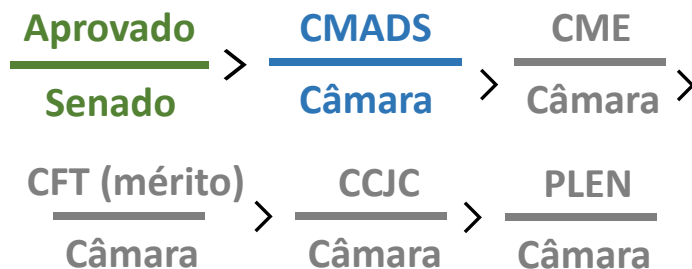 Aprovado > CMADS > CME >
Senado Câmara Câmara
CFT (mérito) > CCJC > PLEN
Câmara Câmara Câmara